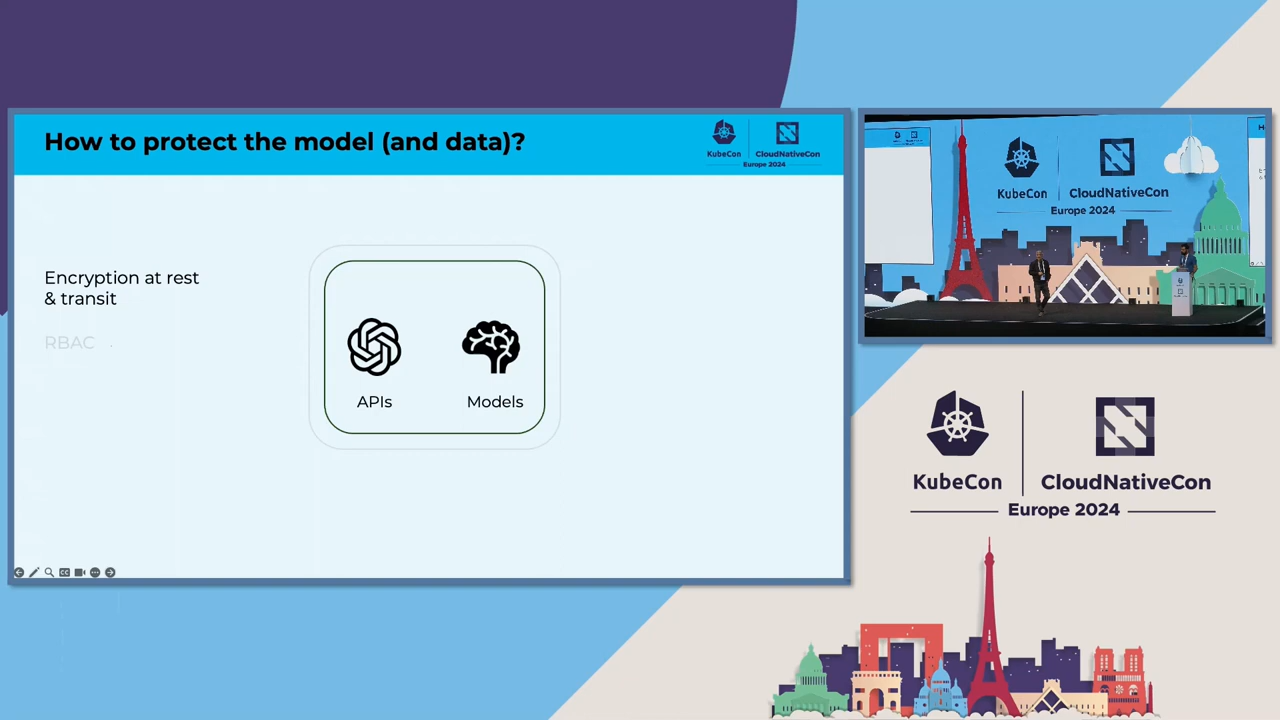 How to protect the model (and data)?
KubeCon
CloudNativeCon
Europe 2024
Encryption at rest
& transit
RBAC
APIs
Models
KubeCon
CloudNativeCon
Europe 2024
KubeCon
CloudNativeCon
Europe 2024